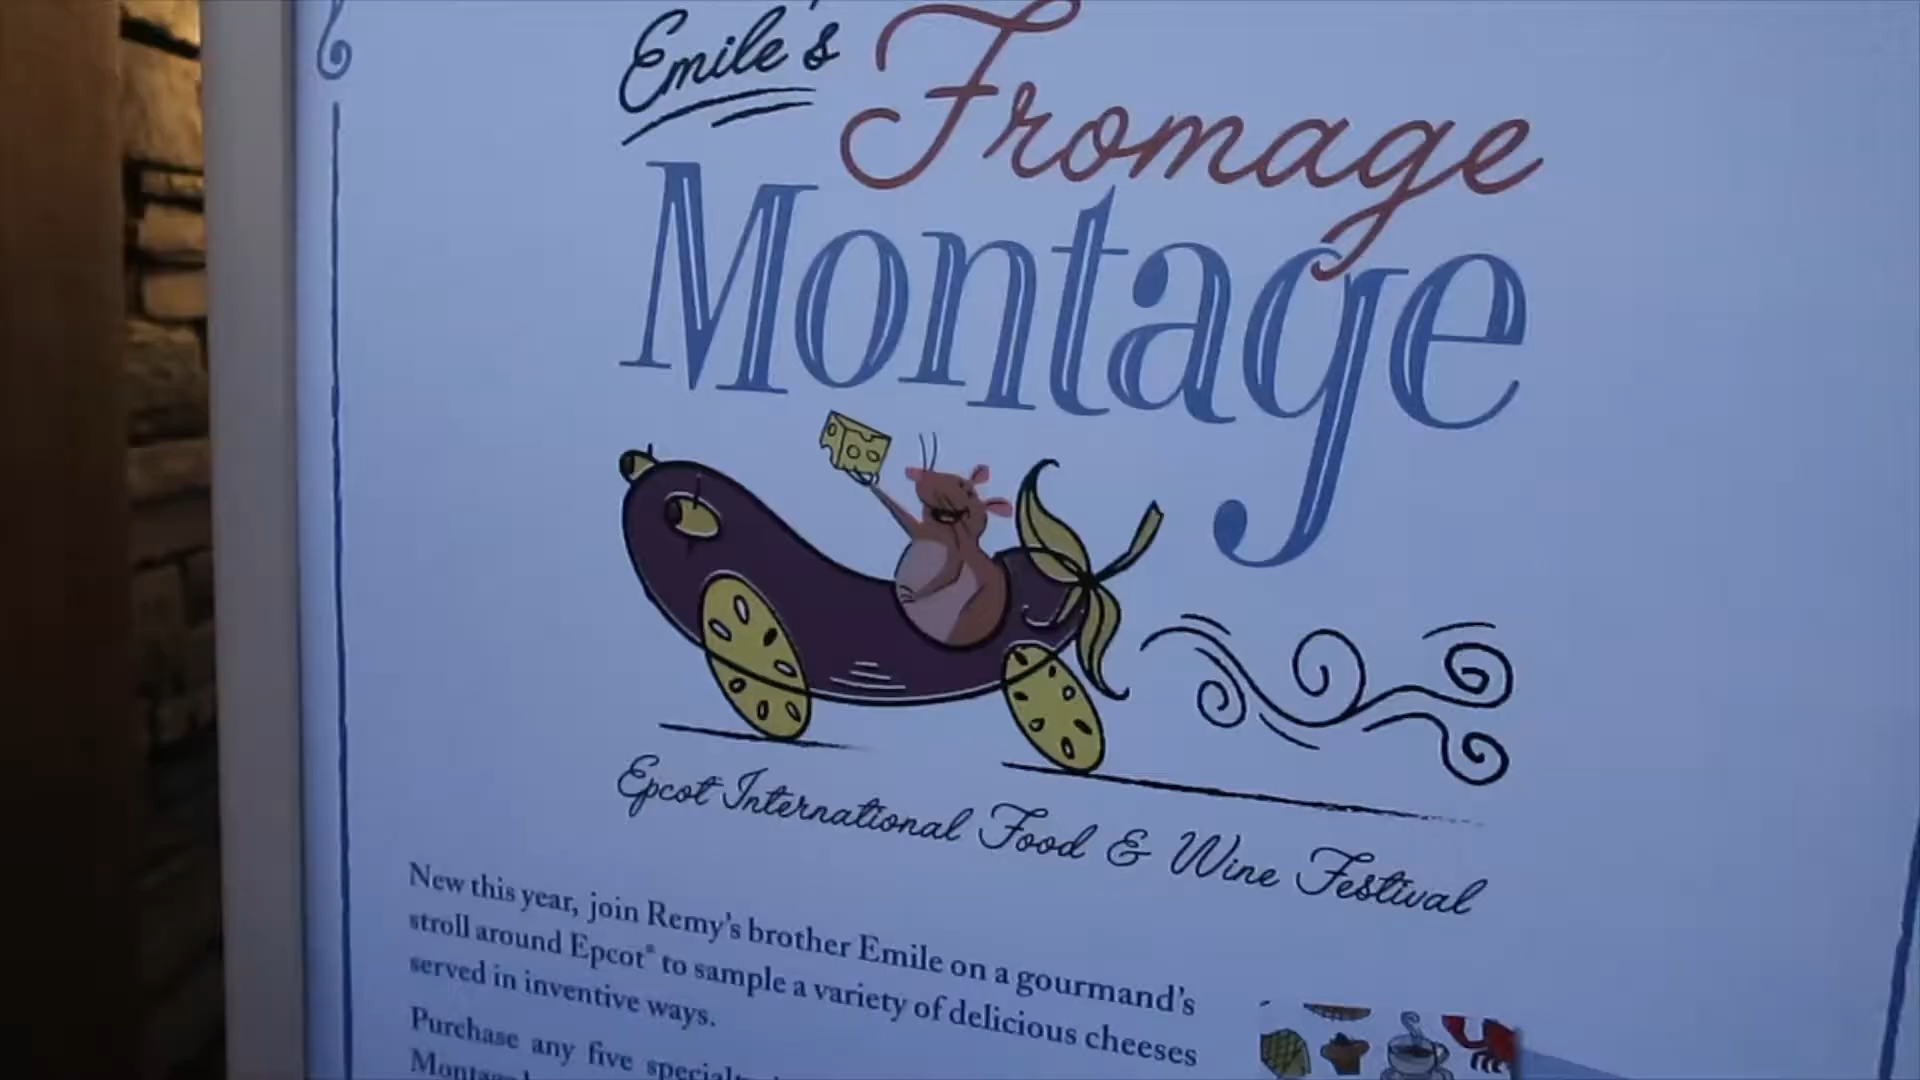 Emile's Fromage
Montage
Epcot International Food & Wine Festival
New this year, join Remy's brother Emile on a gourmand's
stroll around Epcot® to sample a variety of delicious cheeses
served in inventive ways.
Purchase any five